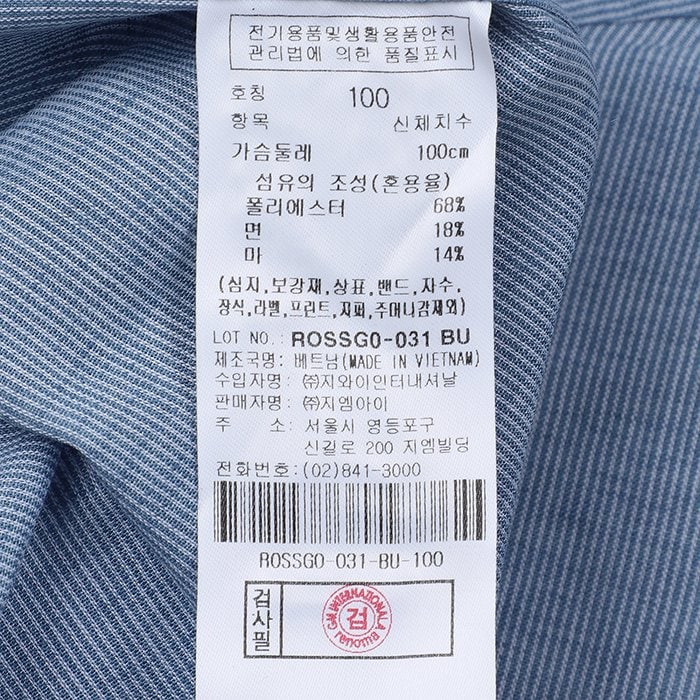 전기용품및생활용품안전
관리법에 의한 품질표시
호칭 100
항목 신체치수
가슴둘레 100cm
섬유의 조성(혼용율)
폴리에스터 68%
면 18%
마 14%
(심지,보강재,상표,밴드,자수,
장식,라벨,프린트,지퍼,주머니감제외)
LOT NO.: ROSSG0-031 BU
제조국명: 베트남(MADE IN VIETNAM)
수입자명: ㈜지와이인터내셔날
판매자명: ㈜지엠아이
주 소: 서울시 영등포구
신길로 200 지엠빌딩
전화번호: (02)841-3000
ROSSG0-031-BU-100
검사필
GM INTERNATIONAL
검
renoma